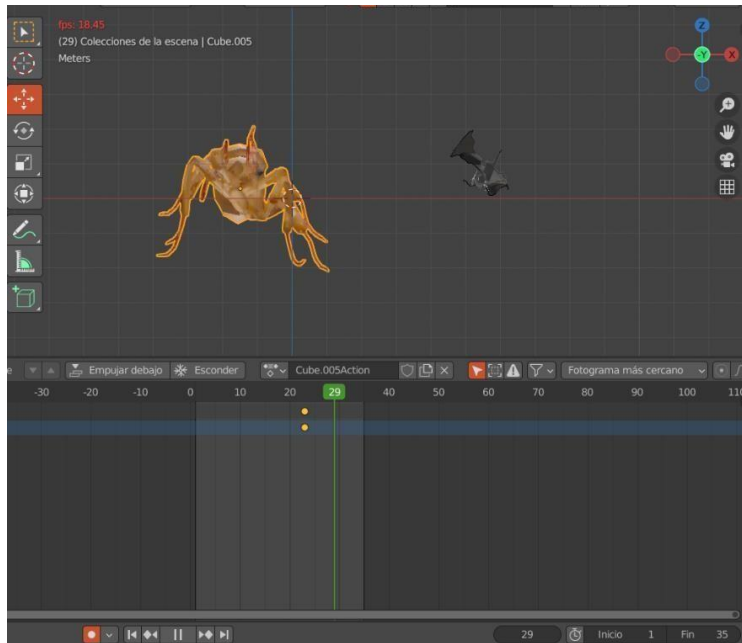 fps: 18.45
(29) Colecciones de la escena | Cube.005
Meters
Z
-Y
X
Empujar debajo
Esconder
Cube.005Action
Fotograma más cercano
-30 -20 -10 0 10 20 29 40 50 60 70 80 90 100
29
Inicio 1
Fin 35